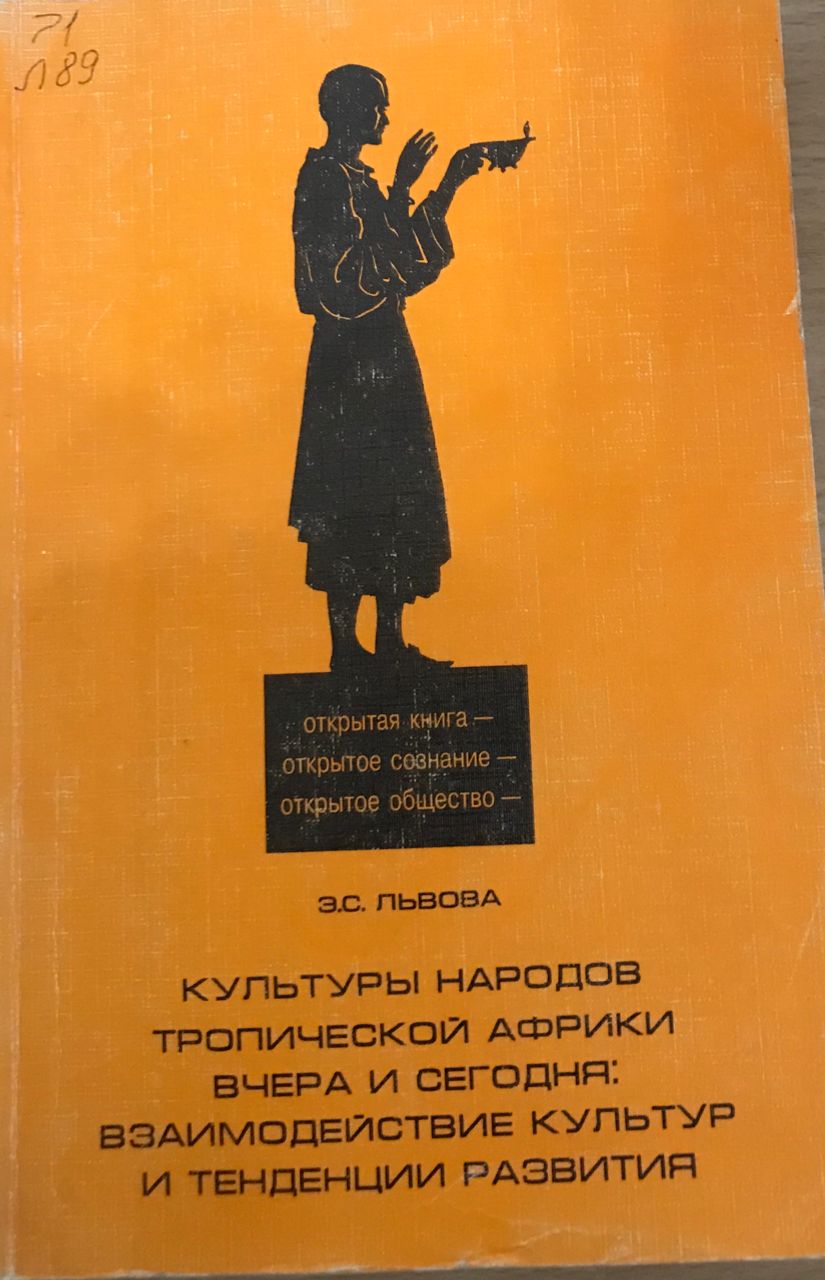 71
Л89
открытая книга —
открытое сознание —
открытое общество —
Э.С. ЛЬВОВА
КУЛЬТУРЫ НАРОДОВ
ТРОПИЧЕСКОЙ АФРИКИ
ВЧЕРА И СЕГОДНЯ:
ВЗАИМОДЕЙСТВИЕ КУЛЬТУР
И ТЕНДЕНЦИИ РАЗВИТИЯ